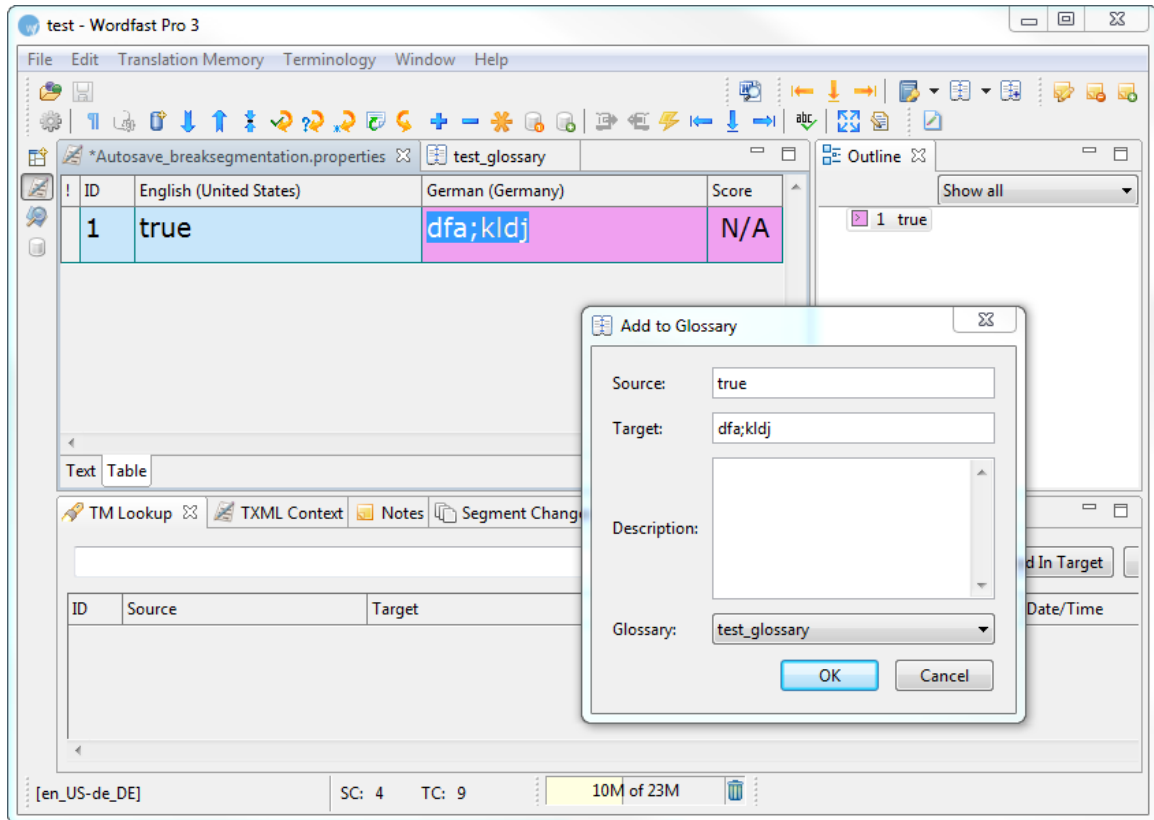 test - Wordfast Pro 3
File Edit Translation Memory Terminology Window Help
*Autosave_breaksegmentation.properties test_glossary Outline
! ID English (United States) German (Germany) Score Show all
1 true dfa;kldj N/A 1 true
Add to Glossary
Source: true
Target: dfa;kldj
Text Table
TM Lookup TXML Context Notes Segment Chang
Description:
d In Target
ID Source Target Date/Time
Glossary: test_glossary
OK Cancel
[en_US-de_DE] SC: 4 TC: 9 10M of 23M